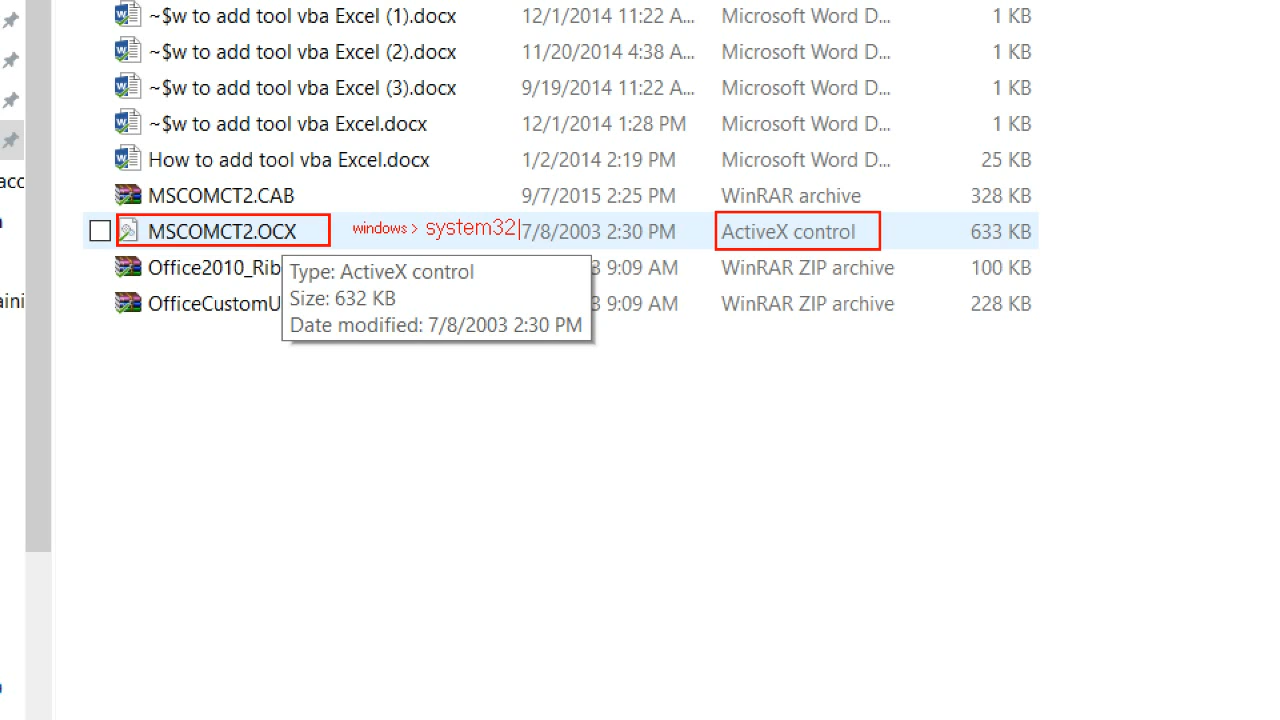 ~$w to add tool vba Excel (1).docx 12/1/2014 11:22 A... Microsoft Word D... 1 KB
~$w to add tool vba Excel (2).docx 11/20/2014 4:38 A... Microsoft Word D... 1 KB
~$w to add tool vba Excel (3).docx 9/19/2014 11:22 A... Microsoft Word D... 1 KB
~$w to add tool vba Excel.docx 12/1/2014 1:28 PM Microsoft Word D... 1 KB
How to add tool vba Excel.docx 1/2/2014 2:19 PM Microsoft Word D... 25 KB
acc MSCOMCT2.CAB 9/7/2015 2:25 PM WinRAR archive 328 KB
MSCOMCT2.OCX windows > system32 7/8/2003 2:30 PM ActiveX control 633 KB
Office2010_Rib 3 9:09 AM WinRAR ZIP archive 100 KB
aini OfficeCustomU 3 9:09 AM WinRAR ZIP archive 228 KB
Type: ActiveX control
Size: 632 KB
Date modified: 7/8/2003 2:30 PM